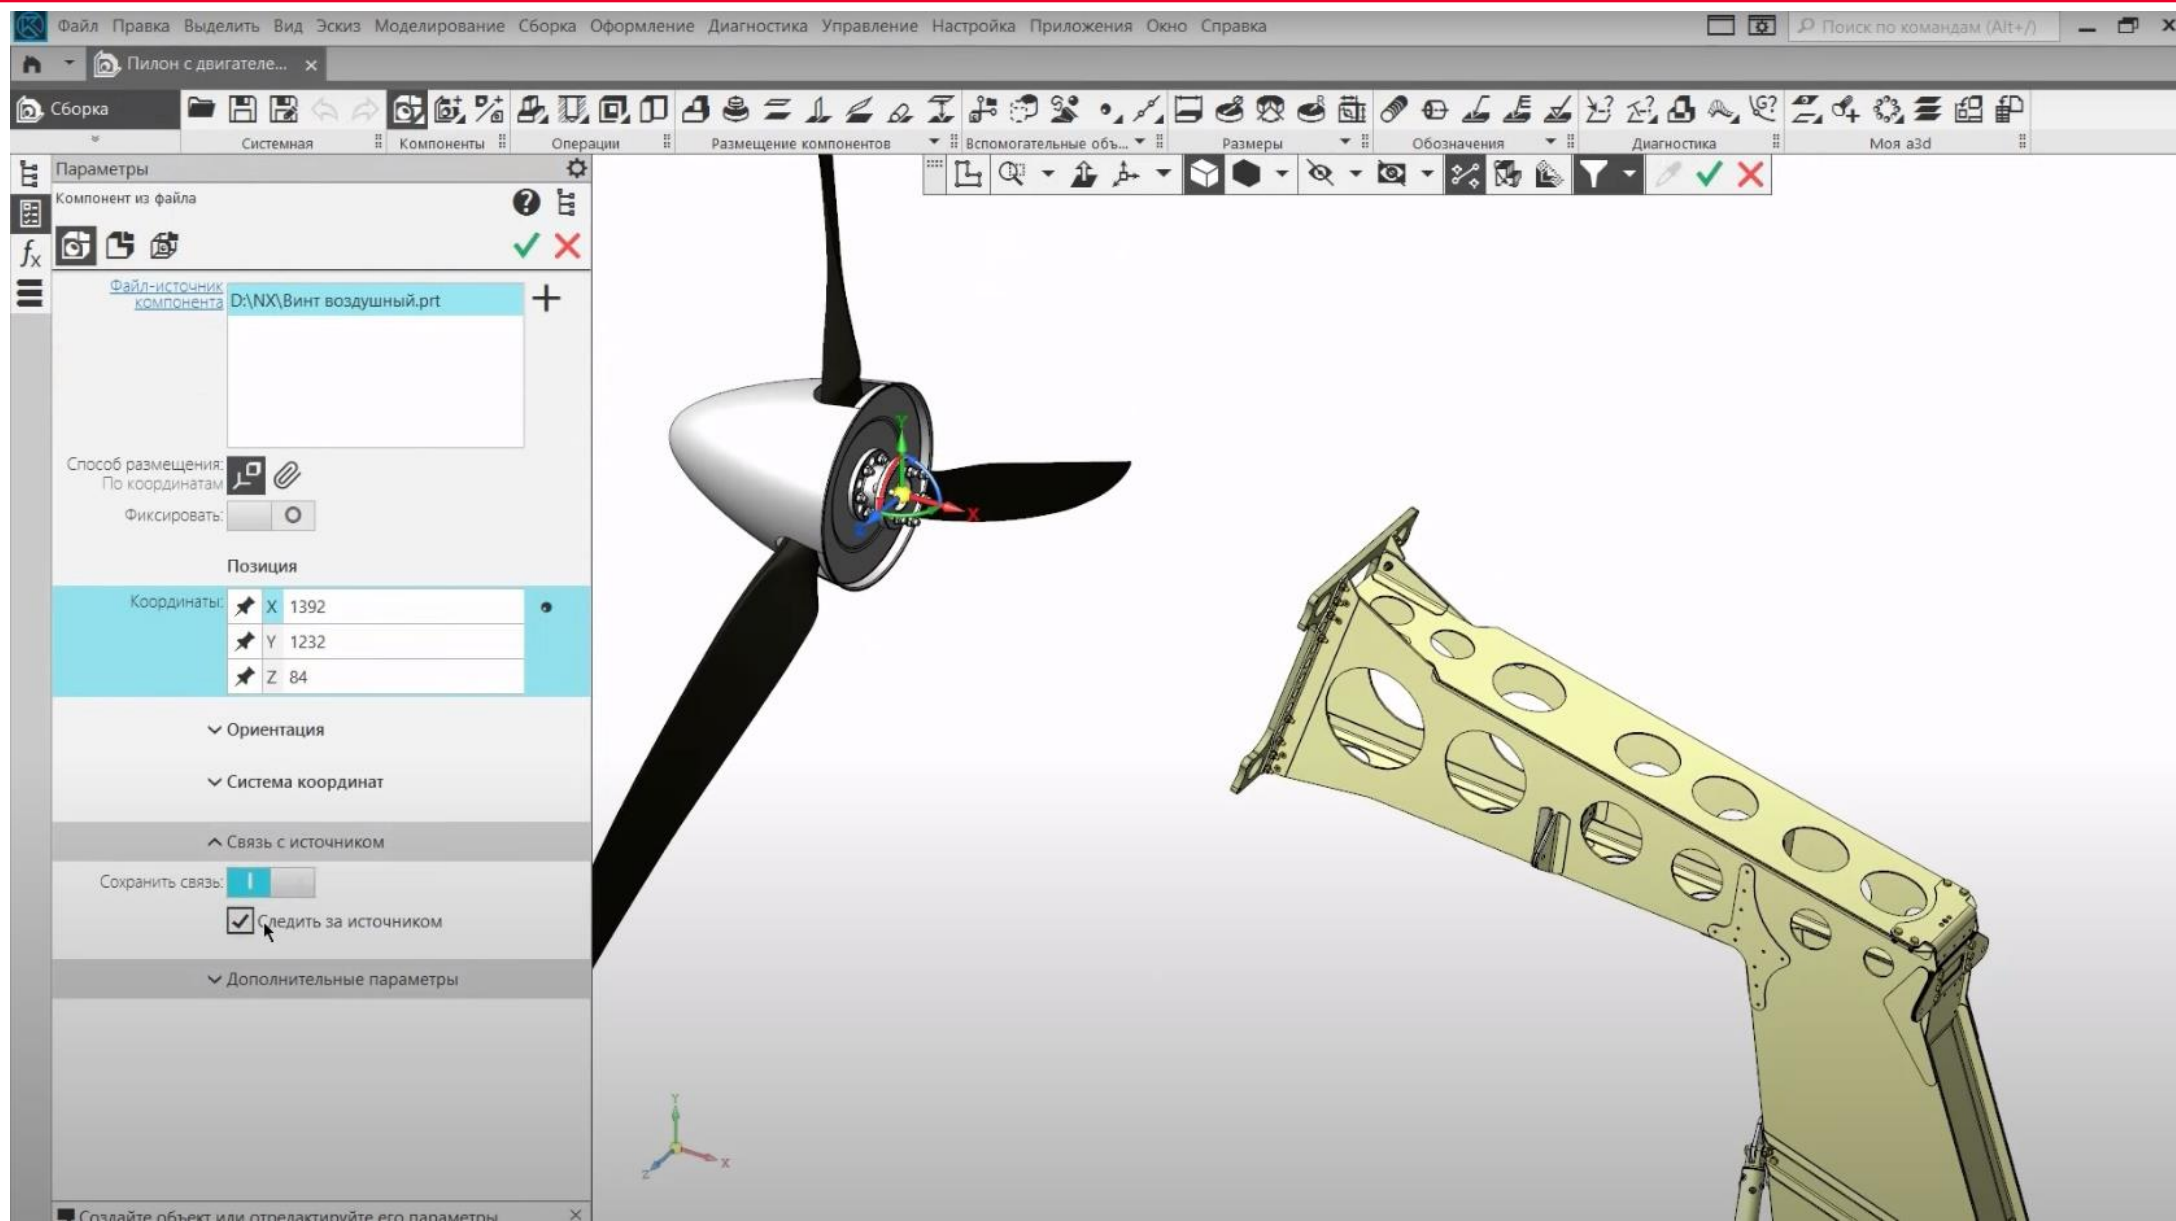 Файл Правка Выделить Вид Эскиз Моделирование Сборка Оформление Диагностика Управление Настройка Приложения Окно Справка
Поиск по командам (Alt+/)
Пилон с двигателе...
Сборка
Системная Компоненты Операции Размещение компонентов Вспомогательные объ... Размеры Обозначения Диагностика Моя a3d
Параметры
Компонент из файла
Файл-источник
компонента
D:\NX\Винт воздушный.prt
Способ размещения:
По координатам
Фиксировать:
Позиция
Координаты:
X 1392
Y 1232
Z 84
Ориентация
Система координат
Связь с источником
Сохранить связь:
Следить за источником
Дополнительные параметры
Создайте объект или отредактируйте его параметры
Y
X
Y
X
Z